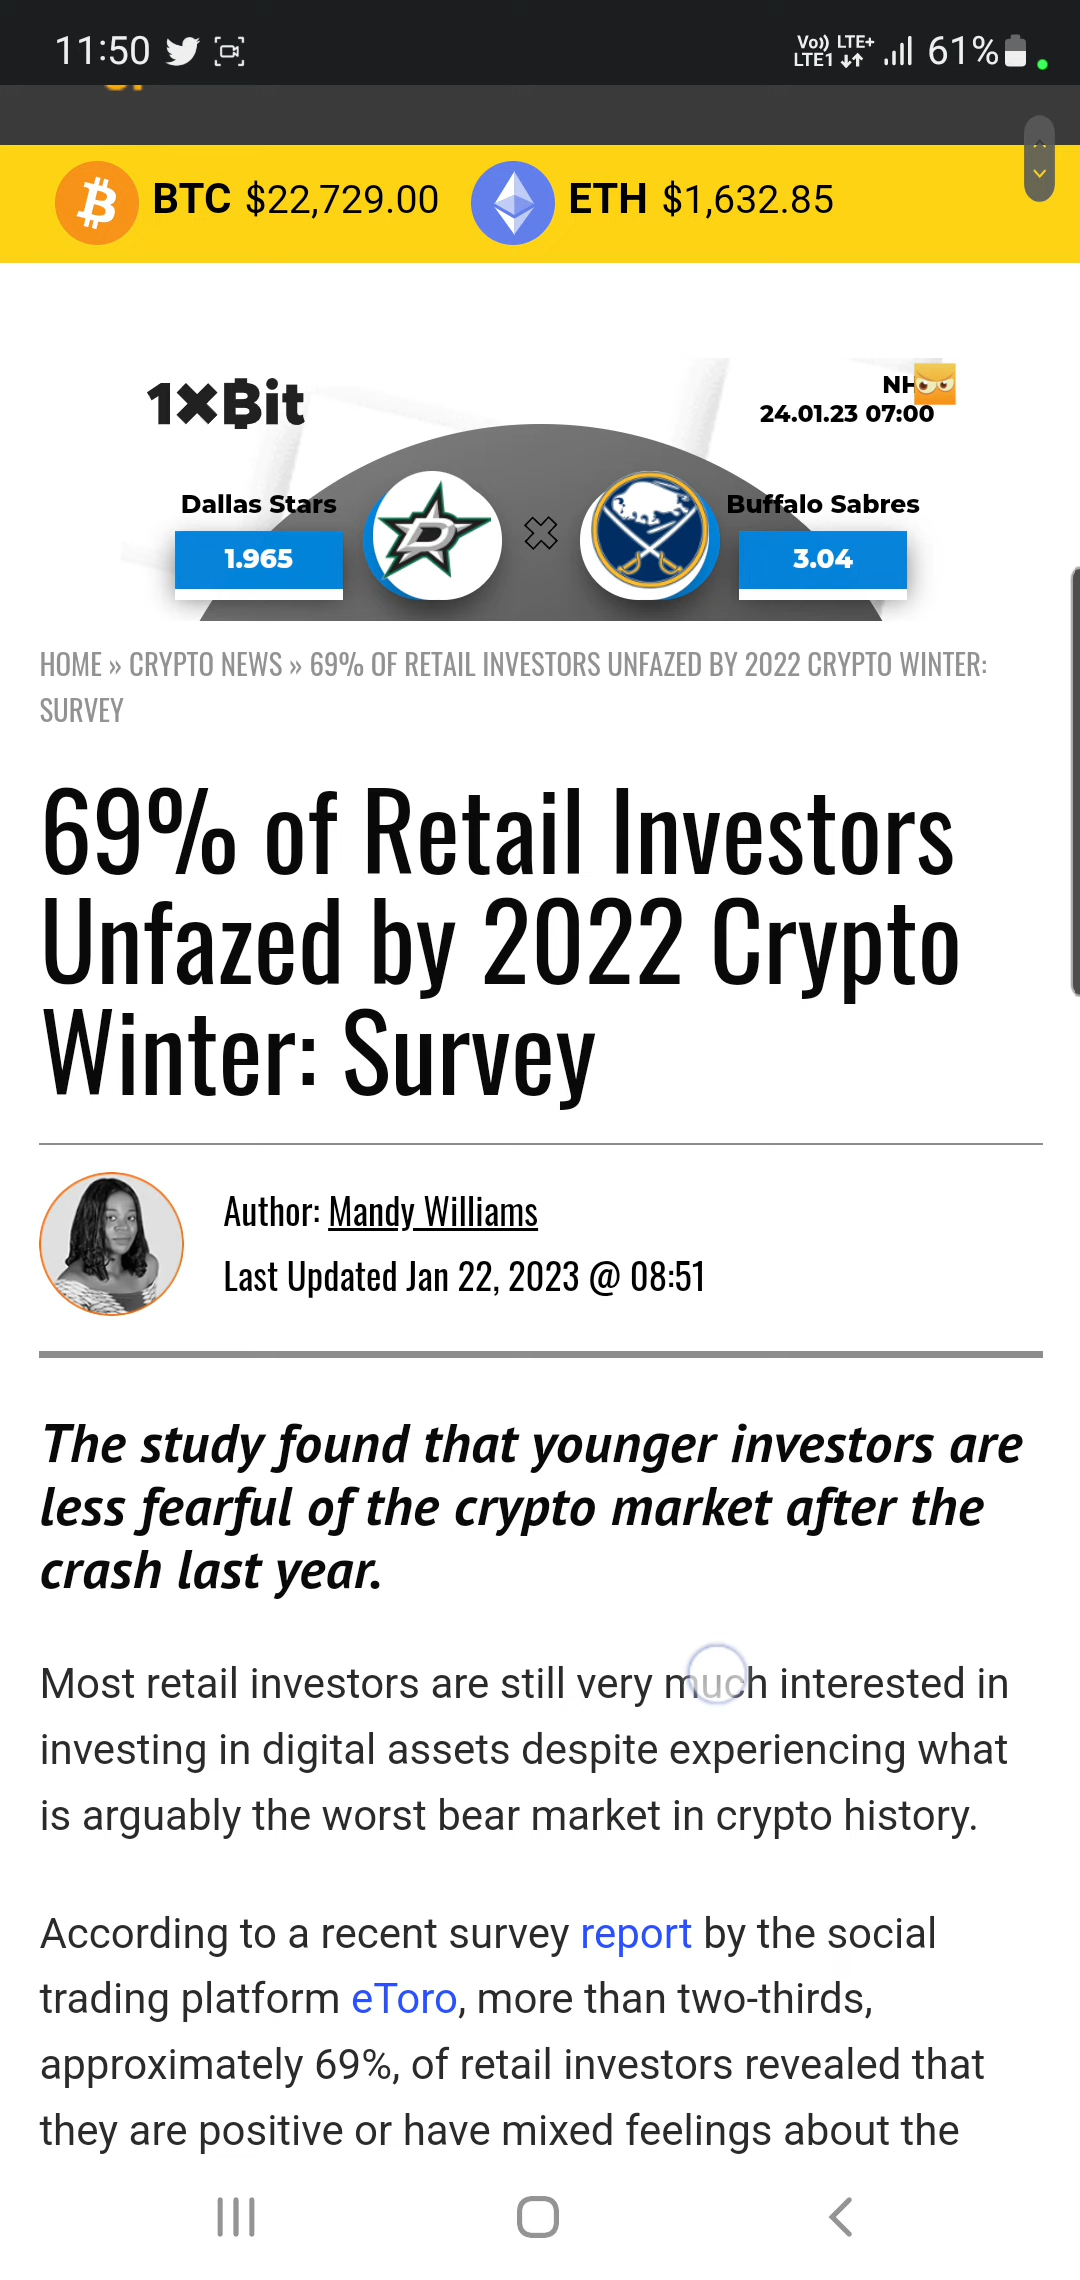 11:50 Vo)) LTE+ LTE1 61%
BTC $22,729.00 ETH $1,632.85
1xBit
24.01.23 07:00
Dallas Stars Buffalo Sabres
1.965 3.04
HOME » CRYPTO NEWS » 69% OF RETAIL INVESTORS UNFAZED BY 2022 CRYPTO WINTER:
SURVEY
69% of Retail Investors
Unfazed by 2022 Crypto
Winter: Survey
Author: Mandy Williams
Last Updated Jan 22, 2023 @ 08:51
The study found that younger investors are
less fearful of the crypto market after the
crash last year.
Most retail investors are still very much interested in
investing in digital assets despite experiencing what
is arguably the worst bear market in crypto history.
According to a recent survey report by the social
trading platform eToro, more than two-thirds,
approximately 69%, of retail investors revealed that
they are positive or have mixed feelings about the